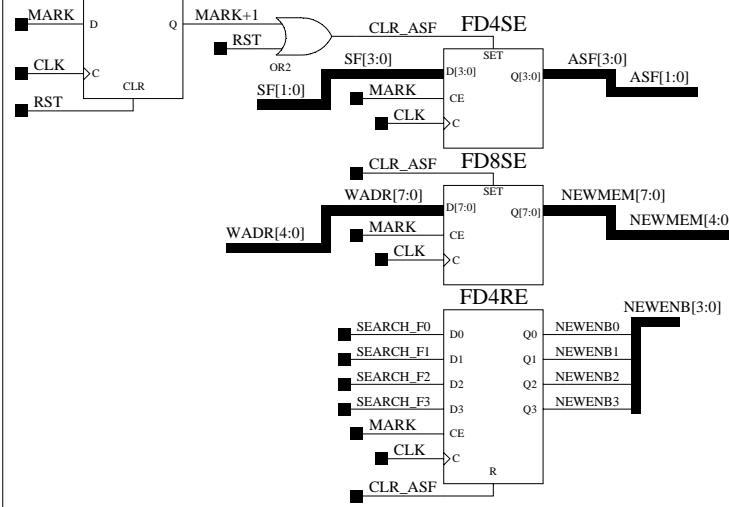 MARK D Q MARK+1
RST
CLR_ASF FD4SE
OR2
CLK C
CLR
RST
SET
SF[3:0] D[3:0] Q[3:0] ASF[3:0]
SF[1:0] ASF[1:0]
MARK CE
CLK C
CLR_ASF FD8SE
SET
WADR[7:0] D[7:0] Q[7:0] NEWMEM[7:0]
WADR[4:0] NEWMEM[4:0
MARK CE
CLK C
FD4RE
NEWENB[3:0]
SEARCH_F0 D0 Q0 NEWENB0
SEARCH_F1 D1 Q1 NEWENB1
SEARCH_F2 D2 Q2 NEWENB2
SEARCH_F3 D3 Q3 NEWENB3
MARK CE
CLK C
R
CLR_ASF